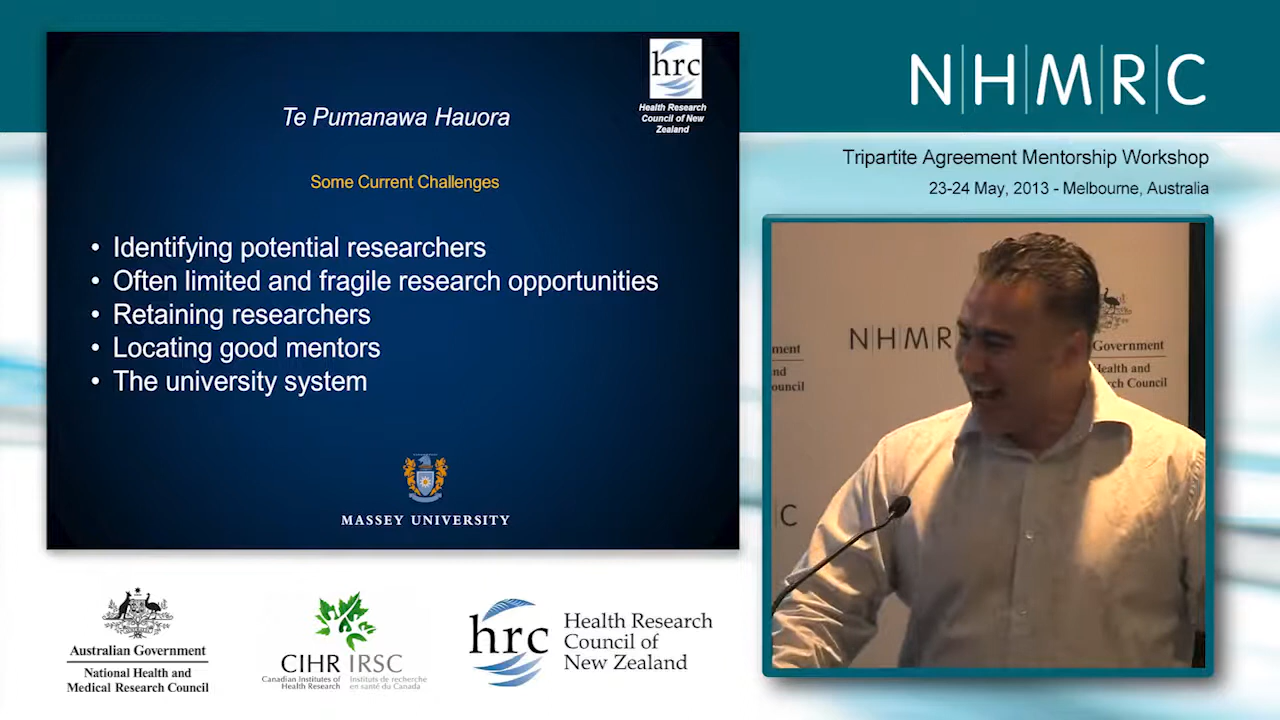 hrc
Health Research
Council of New
Zealand
Te Pumanawa Hauora
Some Current Challenges
• Identifying potential researchers
• Often limited and fragile research opportunities
• Retaining researchers
• Locating good mentors
• The university system
MASSEY UNIVERSITY
NHMRC
Tripartite Agreement Mentorship Workshop
23-24 May, 2013 - Melbourne, Australia
NHMR
ment
nd
ouncil
Government
Health and
rch Council
C
Australian Government
National Health and
Medical Research Council
CIHR IRSC
Canadian Institutes of
Health Research
Instituts de recherche
en santé du Canada
hrc
Health Research
Council of
New Zealand